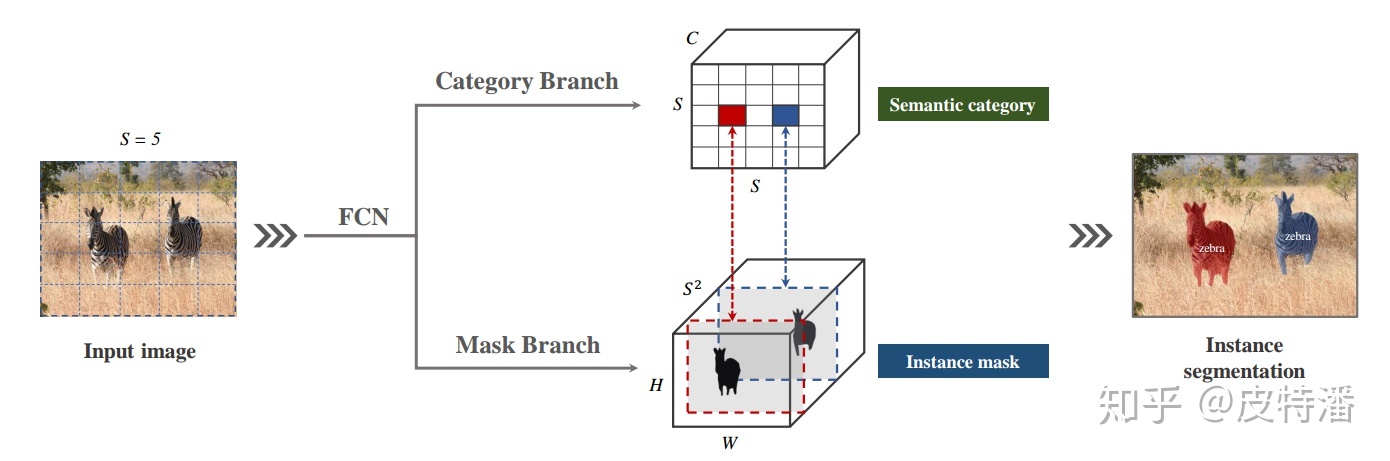 S = 5
Input image
FCN
Category Branch
Mask Branch
C
S
S
Semantic category
S²
H
W
Instance mask
zebra
zebra
Instance
segmentation
知乎 @皮特潘